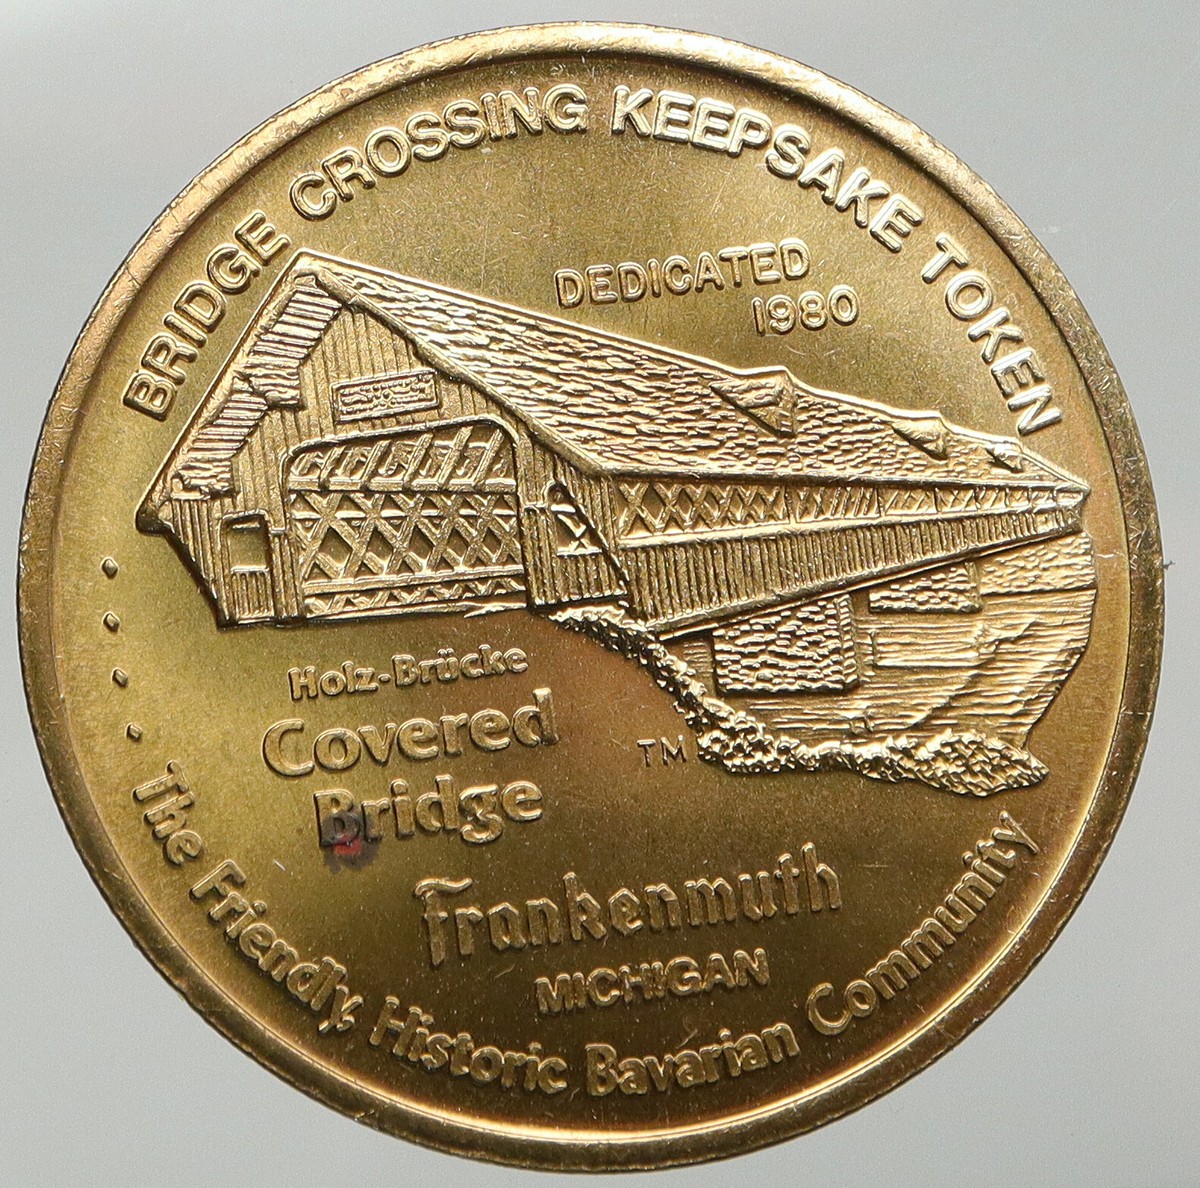 BRIDGE CROSSING KEEPSAKE TOKEN
DEDICATED
1980
Holz-Brücke
Covered
Bridge
TM
Frankenmuth
MICHIGAN
The Friendly, Historic Bavarian Community